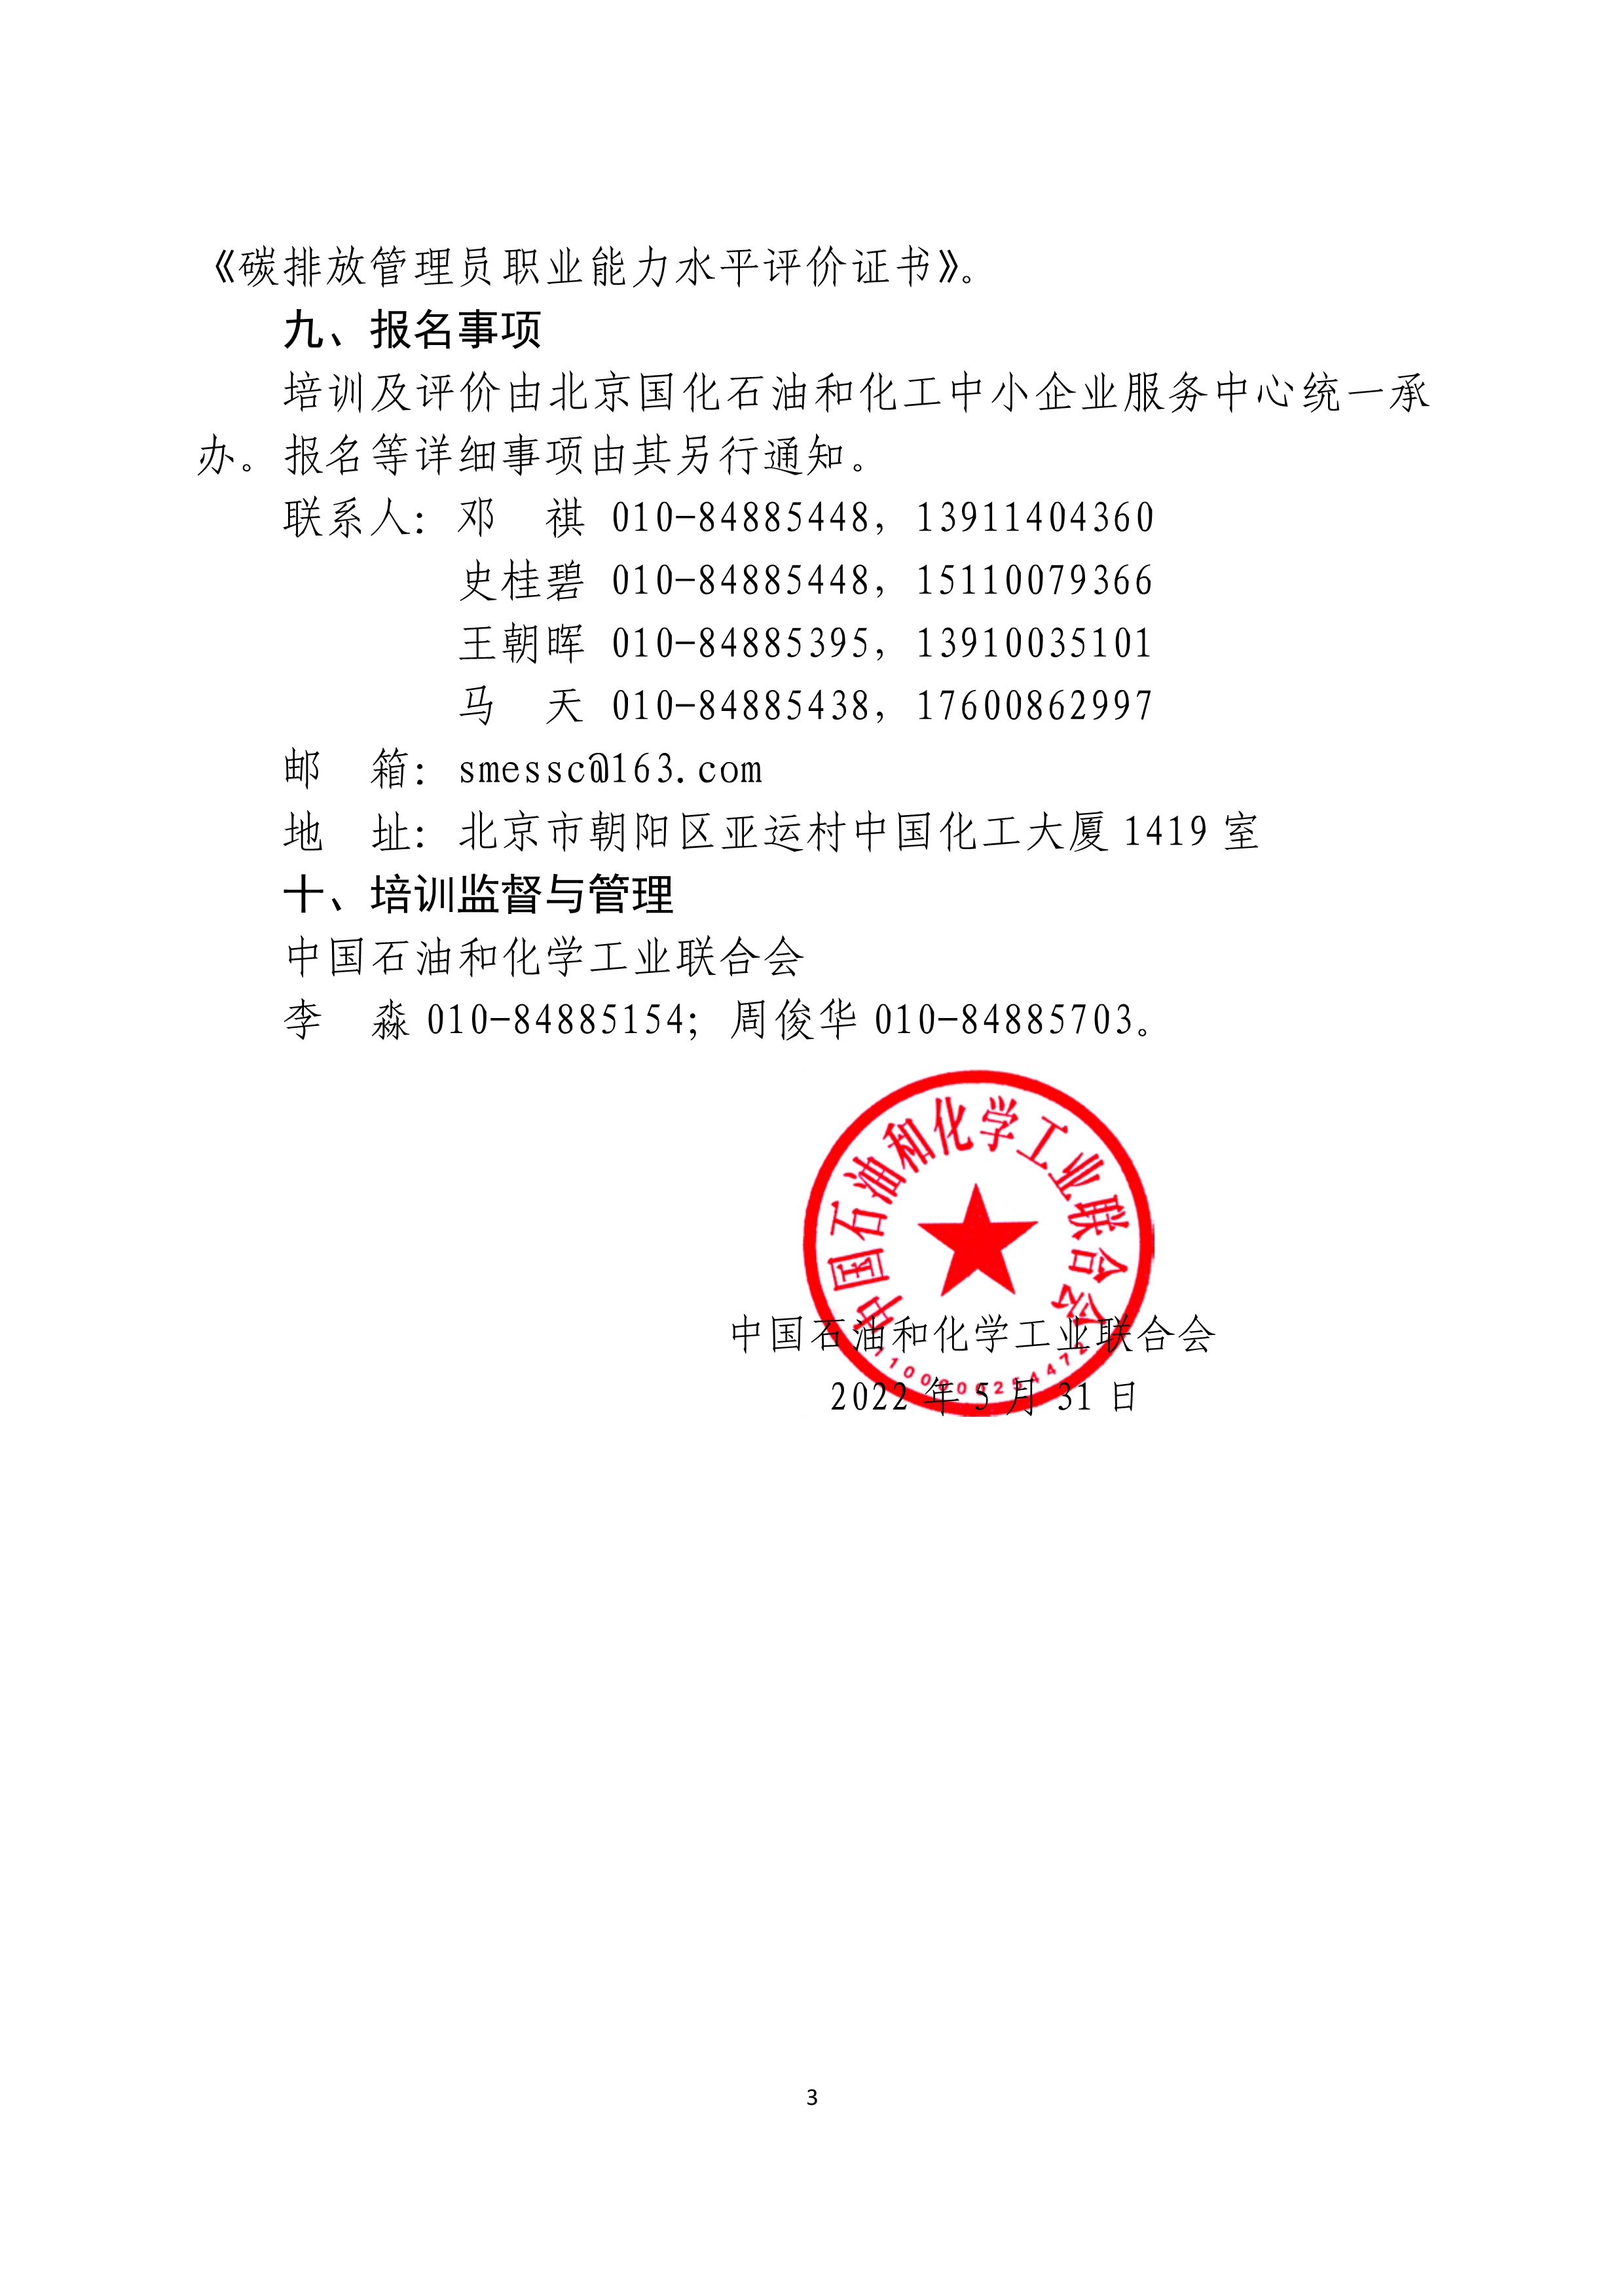 《碳排放管理员职业能力水平评价证书》。
九、报名事项
培训及评价由北京国化石油和化工中小企业服务中心统一承
办。报名等详细事项由其另行通知。
联系人：邓　祺 010-84885448，13911404360
史桂碧 010-84885448，15110079366
王朝晖 010-84885395，13910035101
马　天 010-84885438，17600862997
邮　箱：smessc@163.com
地　址：北京市朝阳区亚运村中国化工大厦 1419 室
十、培训监督与管理
中国石油和化学工业联合会
李　淼 010-84885154；周俊华 010-84885703。
中国石油和化学工业联合会
中国石油和化学工业联合会
1100000254472
2022 年 5 月 31 日
3